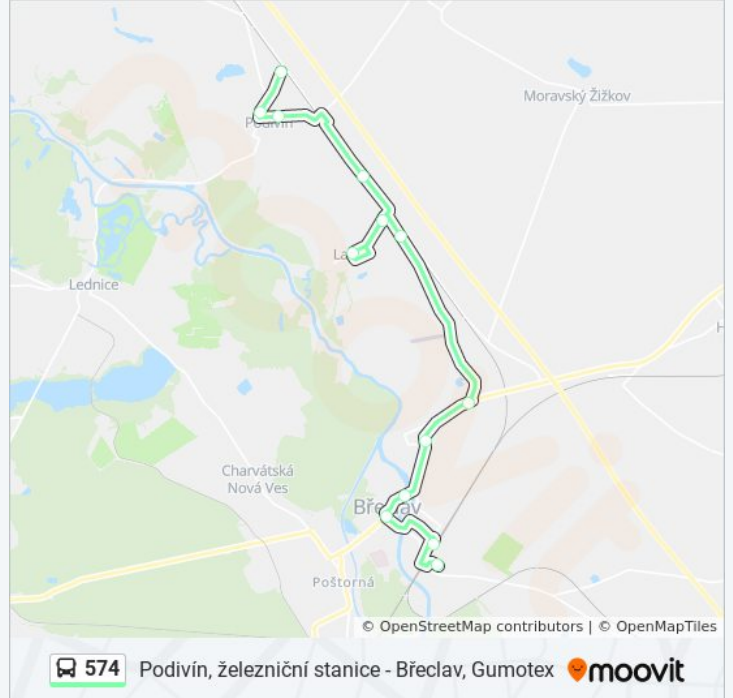 Moravský Žižkov
Podivín
Lednice
Charvátská
Nová Ves
Břeclav
Poštorná
© OpenStreetMap contributors | © OpenMapTiles
574 Podivín, železniční stanice - Břeclav, Gumotex moovit